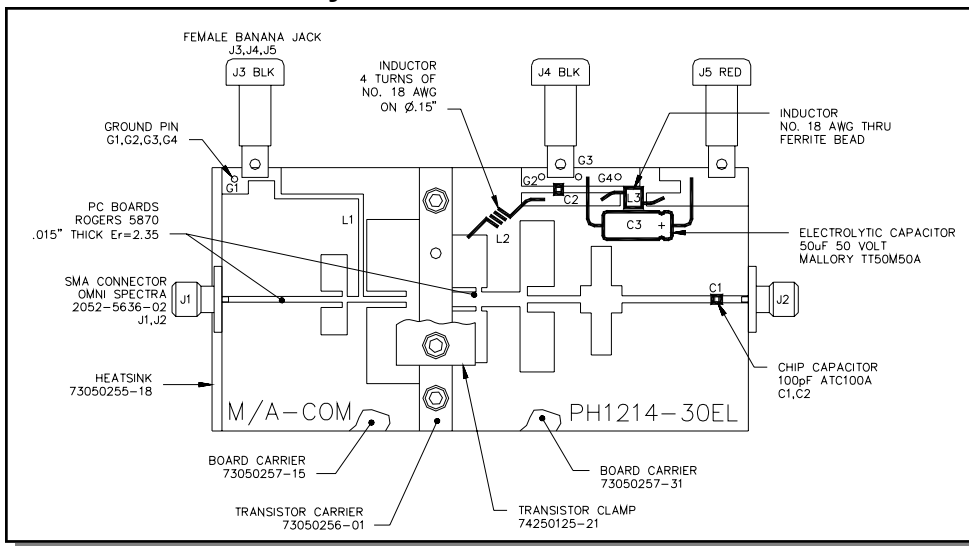 FEMALE BANANA JACK
J3,J4,J5
J3 BLK
INDUCTOR
4 TURNS OF
NO. 18 AWG
ON Ø.15"
J4 BLK
J5 RED
INDUCTOR
NO. 18 AWG THRU
FERRITE BEAD
GROUND PIN
G1,G2,G3,G4
G1
G3
G2
G4
C2
L3
PC BOARDS
ROGERS 5870
.015" THICK Er=2.35
L1
L2
C3
+
ELECTROLYTIC CAPACITOR
50uF 50 VOLT
MALLORY TT50M50A
SMA CONNECTOR
OMNI SPECTRA
2052-5636-02
J1,J2
J1
C1
J2
HEATSINK
73050255-18
CHIP CAPACITOR
100pF ATC100A
C1,C2
M/A-COM
PH1214-30EL
BOARD CARRIER
73050257-15
BOARD CARRIER
73050257-31
TRANSISTOR CARRIER
73050256-01
TRANSISTOR CLAMP
74250125-21